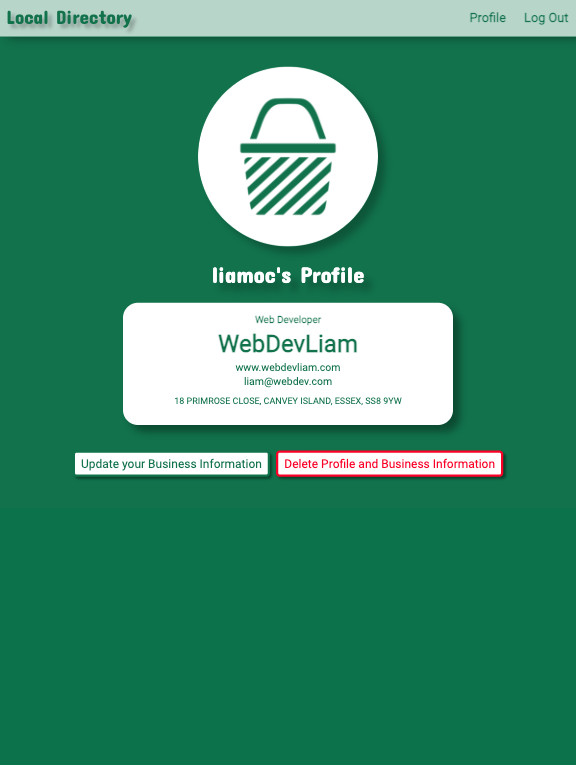 Local Directory
Profile
Log Out
liamoc's Profile
Web Developer
WebDevLiam
www.webdevliam.com
liam@webdev.com
18 PRIMROSE CLOSE, CANVEY ISLAND, ESSEX, SS8 9YW
Update your Business Information
Delete Profile and Business Information